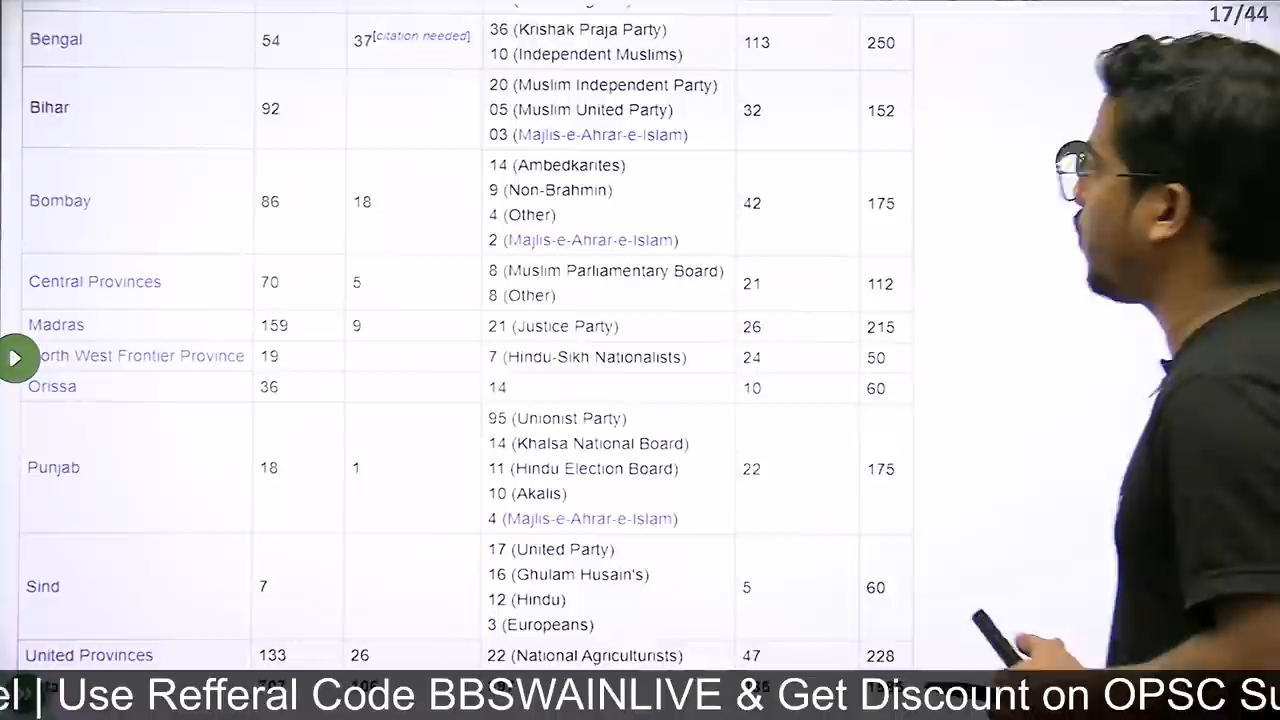 17/44
Bengal 54 37[citation needed] 36 (Krishak Praja Party) 113 250
10 (Independent Muslims)
Bihar 92 20 (Muslim Independent Party) 32 152
05 (Muslim United Party)
03 (Majlis-e-Ahrar-e-Islam)
Bombay 86 18 14 (Ambedkarites) 42 175
9 (Non-Brahmin)
4 (Other)
2 (Majlis-e-Ahrar-e-Islam)
Central Provinces 70 5 8 (Muslim Parliamentary Board) 21 112
8 (Other)
Madras 159 9 21 (Justice Party) 26 215
orth West Frontier Province 19 7 (Hindu-Sikh Nationalists) 24 50
Orissa 36 14 10 60
Punjab 18 1 95 (Unionist Party) 22 175
14 (Khalsa National Board)
11 (Hindu Election Board)
10 (Akalis)
4 (Majlis-e-Ahrar-e-Islam)
Sind 7 17 (United Party) 5 60
16 (Ghulam Husain's)
12 (Hindu)
3 (Europeans)
United Provinces 133 26 22 (National Agriculturists) 47 228
el | Use Refferal Code BBSWAINLIVE & Get Discount on OPSC Su